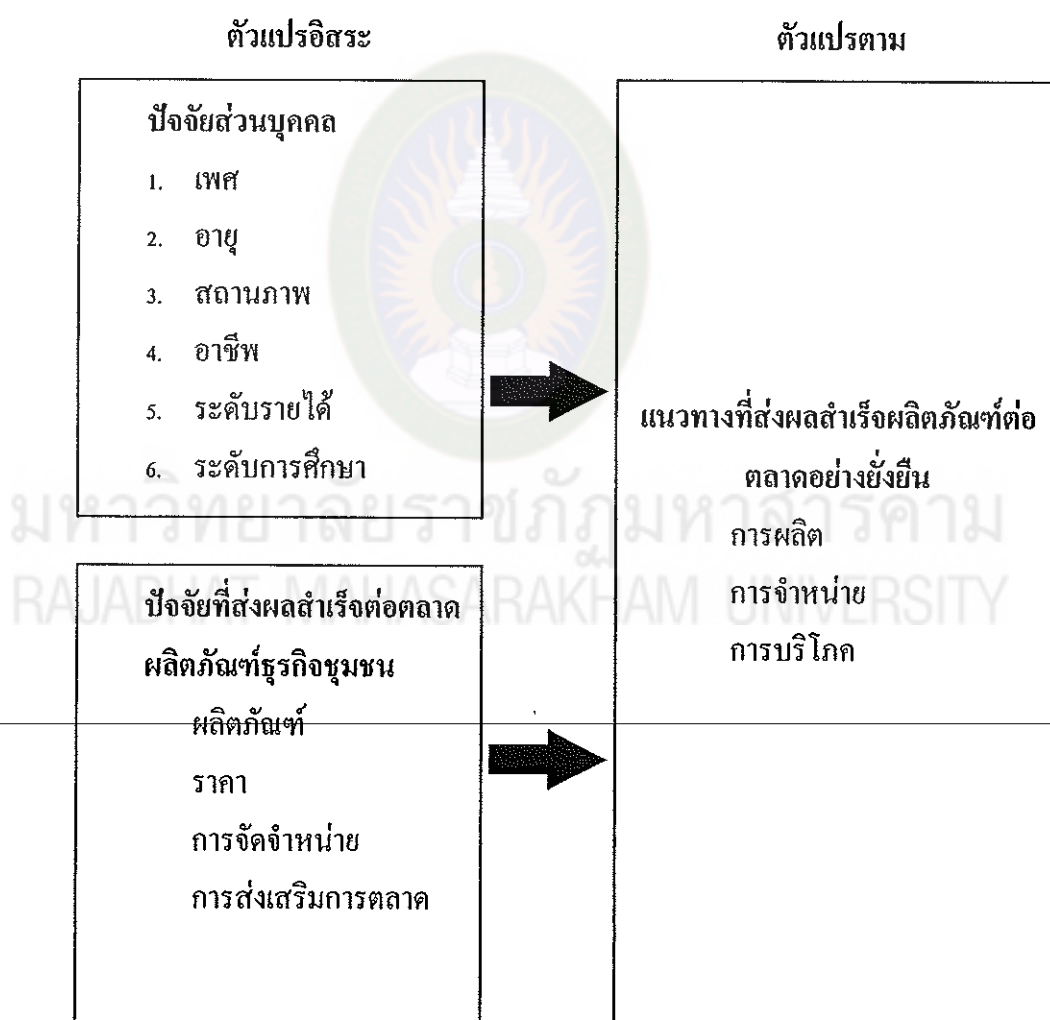 ตัวแปรอิสระ
ตัวแปรตาม
ปัจจัยส่วนบุคคล
1. เพศ
2. อายุ
3. สถานภาพ
4. อาชีพ
5. ระดับรายได้
6. ระดับการศึกษา
ปัจจัยที่ส่งผลสำเร็จต่อตลาด
ผลิตภัณฑ์ธุรกิจชุมชน
ผลิตภัณฑ์
ราคา
การจัดจำหน่าย
การส่งเสริมการตลาด
แนวทางที่ส่งผลสำเร็จผลิตภัณฑ์ต่อ
ตลาดอย่างยั่งยืน
การผลิต
การจำหน่าย
การบริโภค
มหาวิทยาลัยราชภัฏมหาสารคาม
RAJABHAT MAHASARAKHAM UNIVERSITY